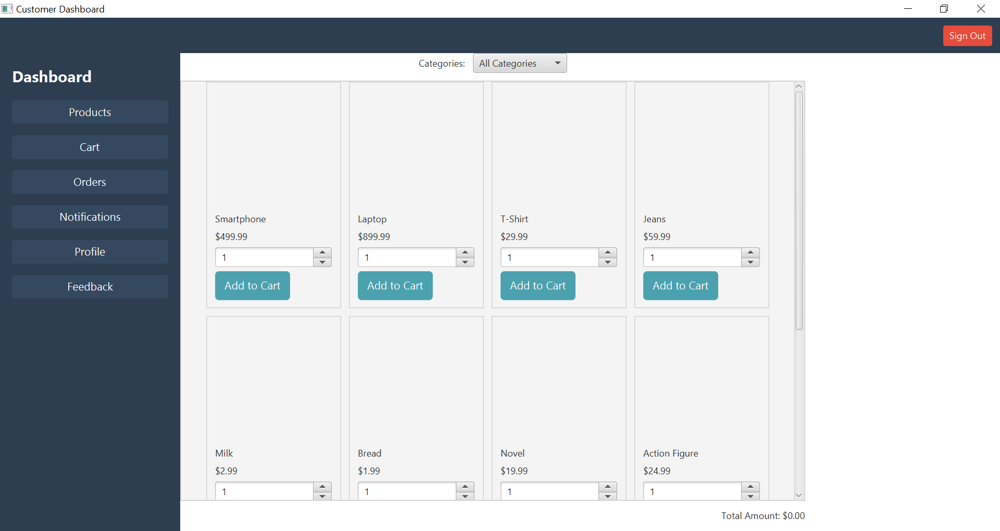 Customer Dashboard
Sign Out
Dashboard
Products
Cart
Orders
Notifications
Profile
Feedback
Categories: All Categories
Smartphone Laptop T-Shirt Jeans
$499.99 $899.99 $29.99 $59.99
1 1 1 1
Add to Cart Add to Cart Add to Cart Add to Cart
Milk Bread Novel Action Figure
$2.99 $1.99 $19.99 $24.99
1 1 1 1
Total Amount: $0.00